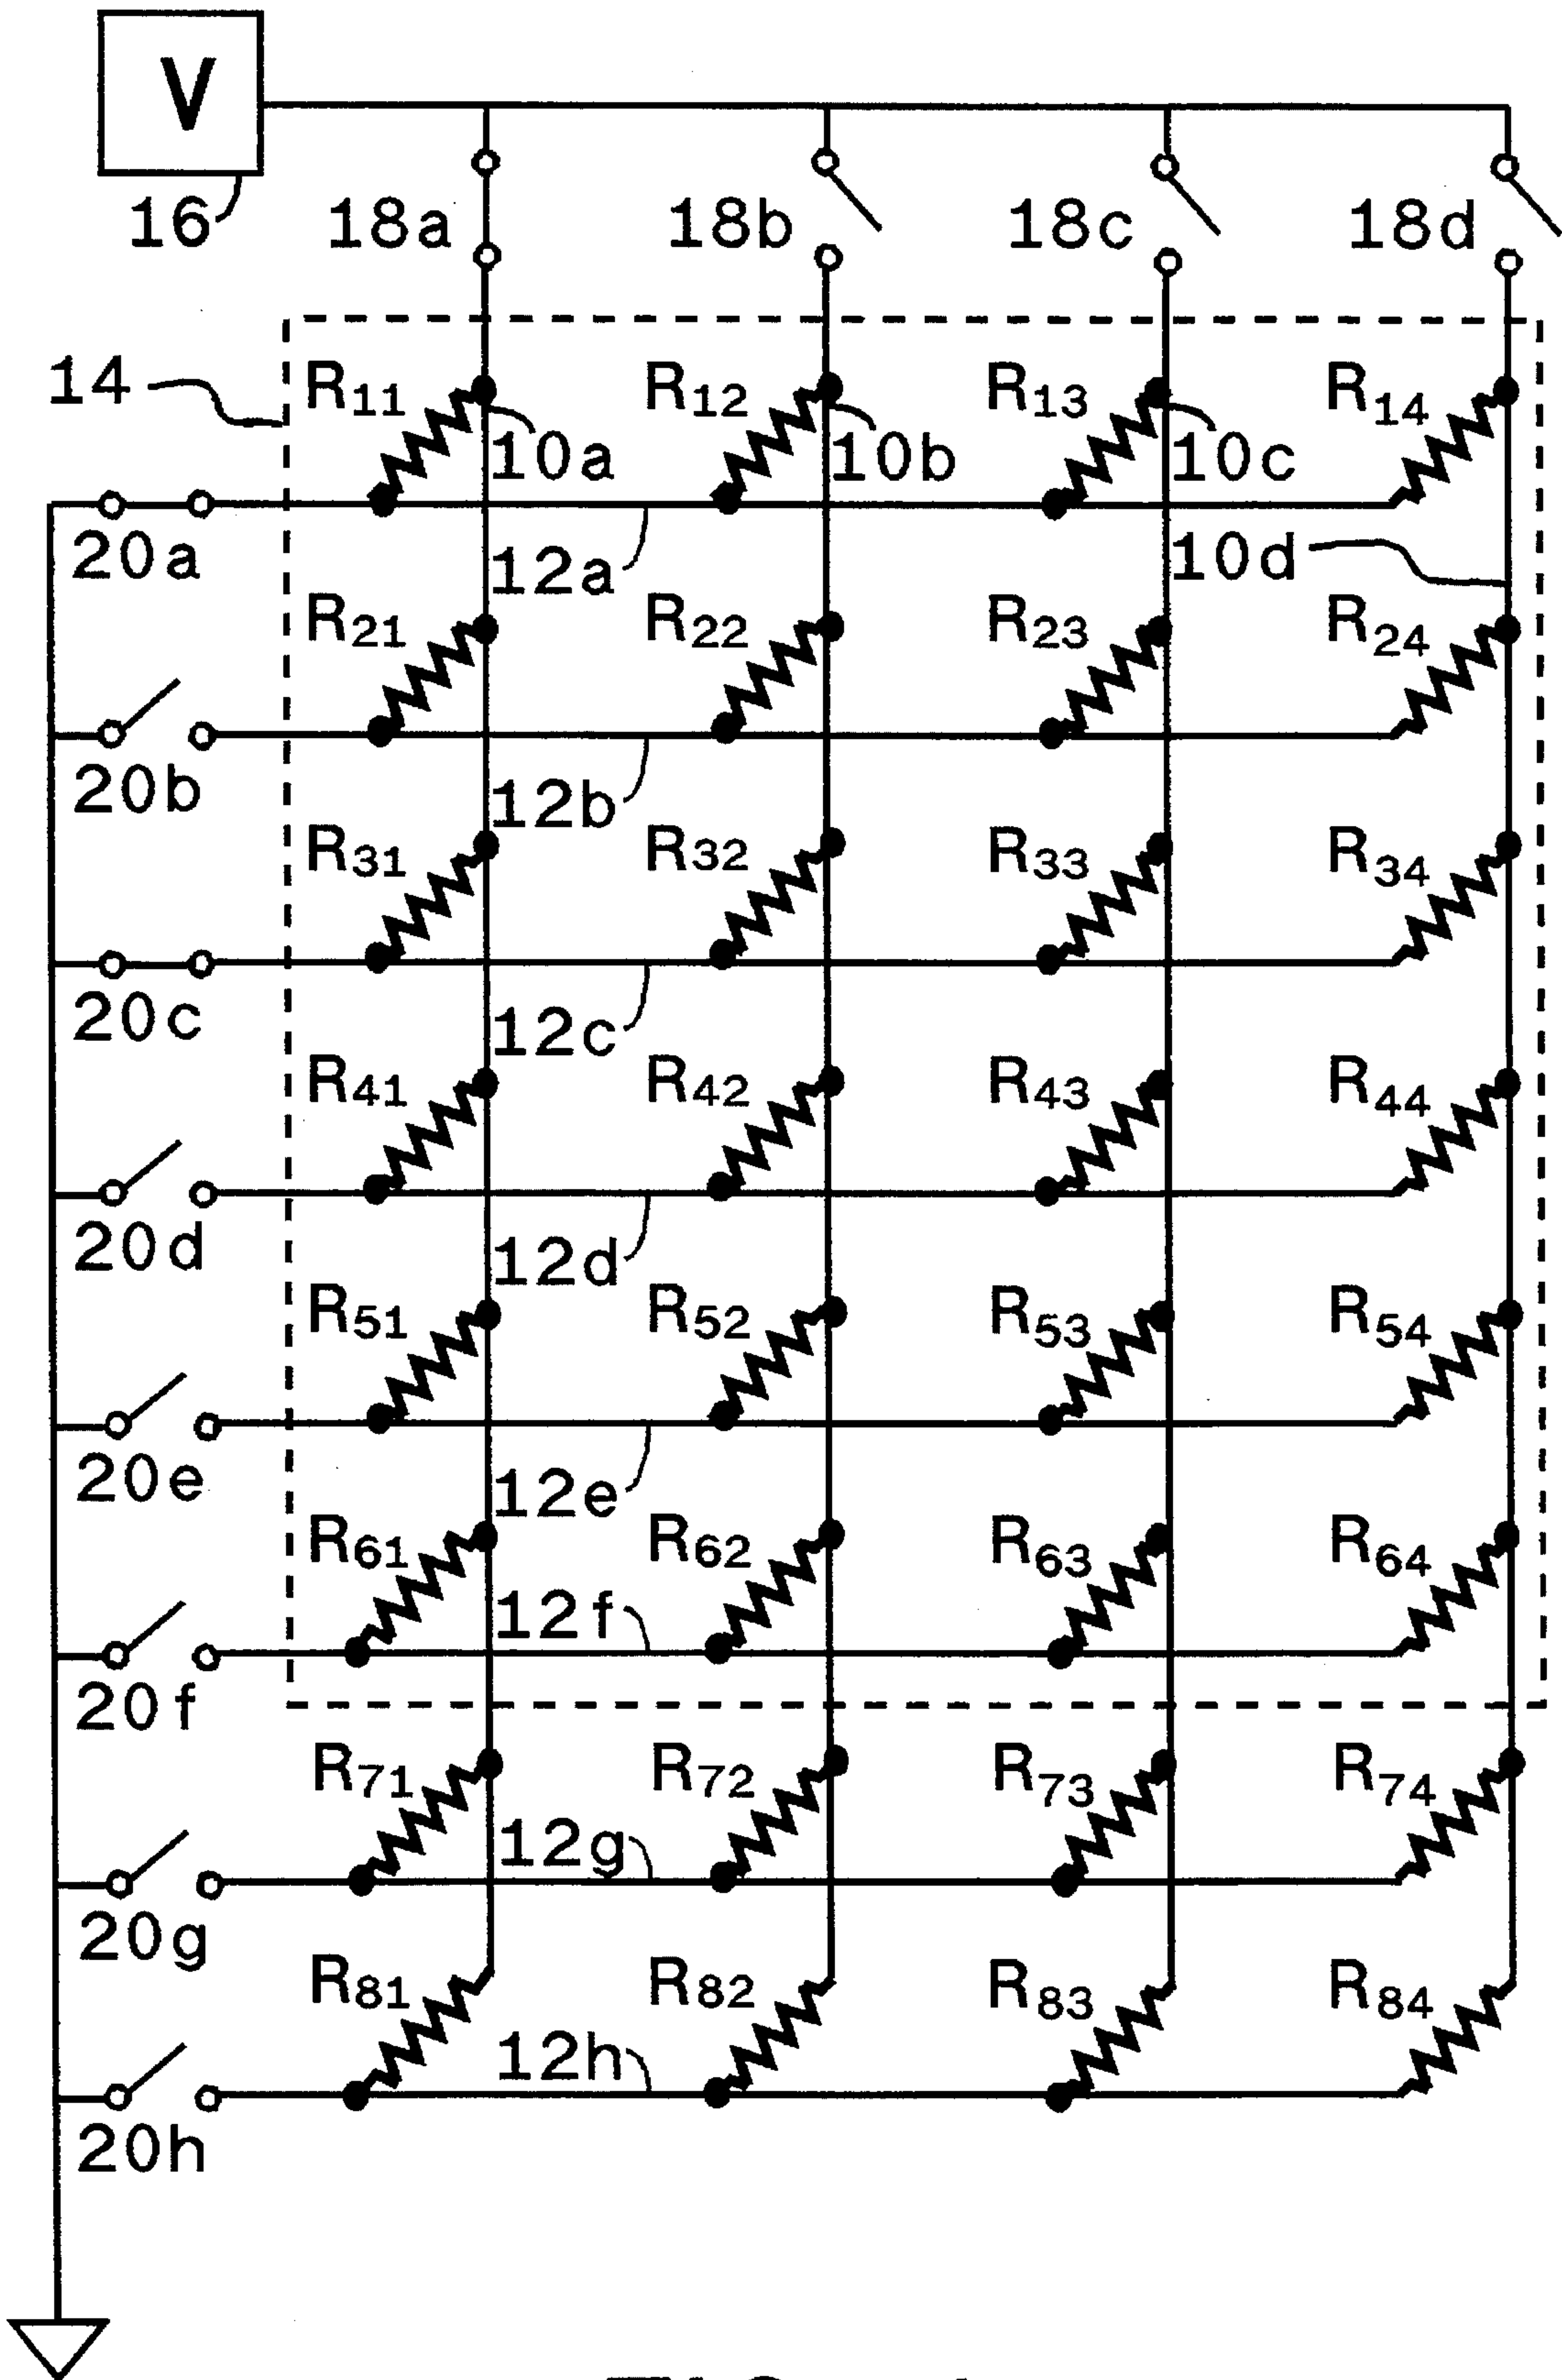 V
16 18a 18b 18c 18d
14 R11 R12 R13 R14
10a 10b 10c
20a 12a 10d
R21 R22 R23 R24
20b 12b
R31 R32 R33 R34
20c 12c
R41 R42 R43 R44
20d 12d
R51 R52 R53 R54
20e 12e
R61 R62 R63 R64
12f
20f
R71 R72 R73 R74
12g
20g
R81 R82 R83 R84
12h
20h